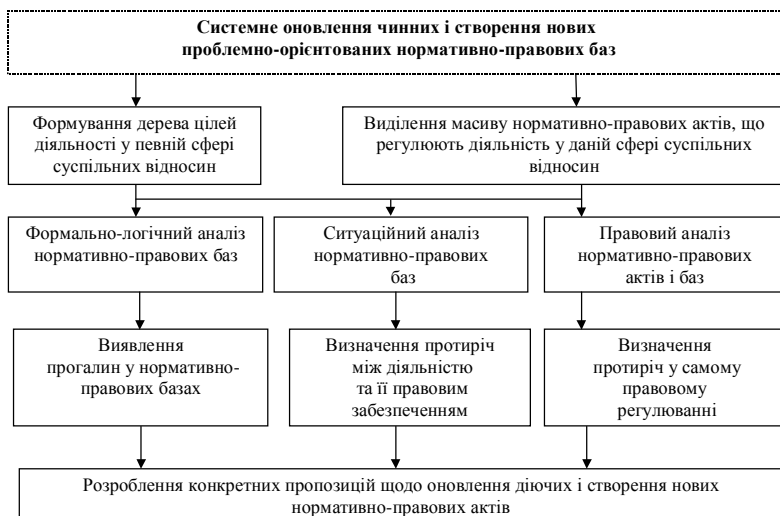 Системне оновлення чинних і створення нових
проблемно-орієнтованих нормативно-правових баз
Формування дерева цілей
діяльності у певній сфері
суспільних відносин
Виділення масиву нормативно-правових актів, що
регулюють діяльність у даній сфері суспільних
відносин
Формально-логічний аналіз
нормативно-правових баз
Ситуаційний аналіз
нормативно-правових
баз
Правовий аналіз
нормативно-правових
актів і баз
Виявлення
прогалин у нормативно-
правових базах
Визначення протиріч
між діяльністю
та її правовим
забезпеченням
Визначення
протиріч у самому
правовому
регулюванні
Розроблення конкретних пропозицій щодо оновлення діючих і створення нових
нормативно-правових актів